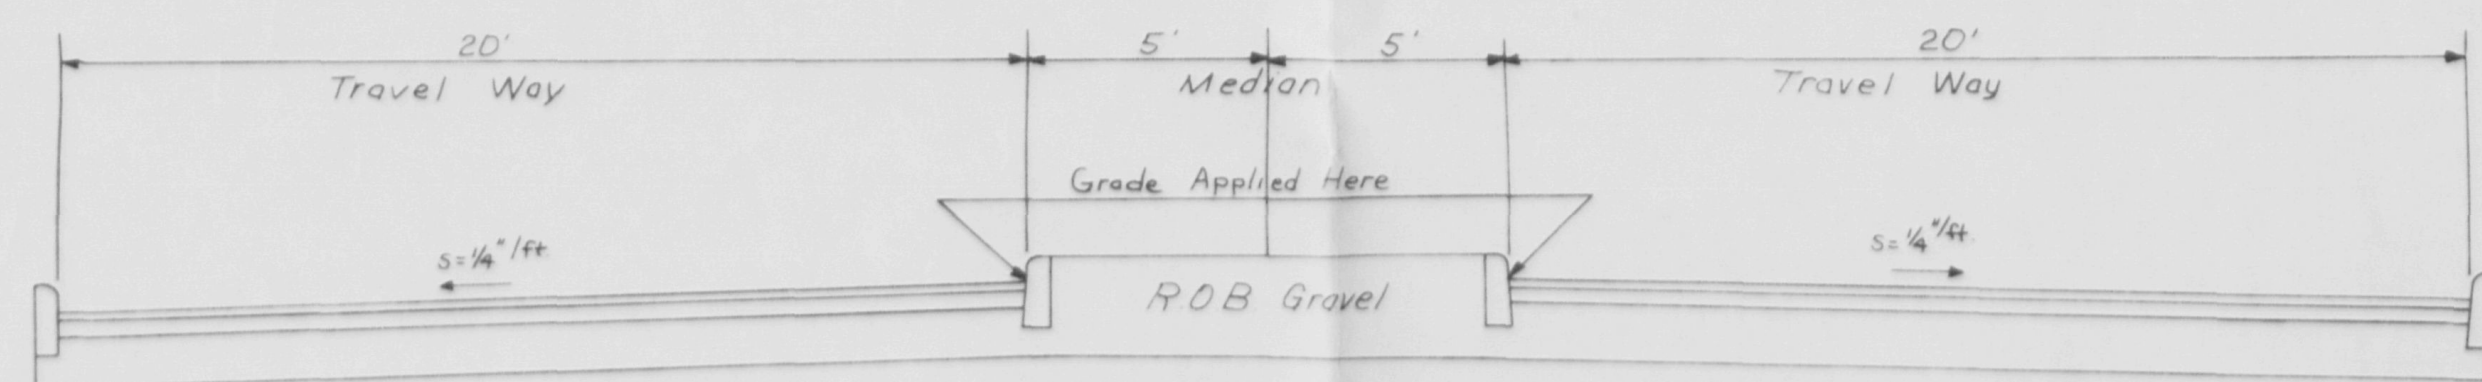 20' 5' 5' 20'
Travel Way Median Travel Way
Grade Applied Here
S=¼"/ft. S=¼"/ft.
R.O.B Gravel